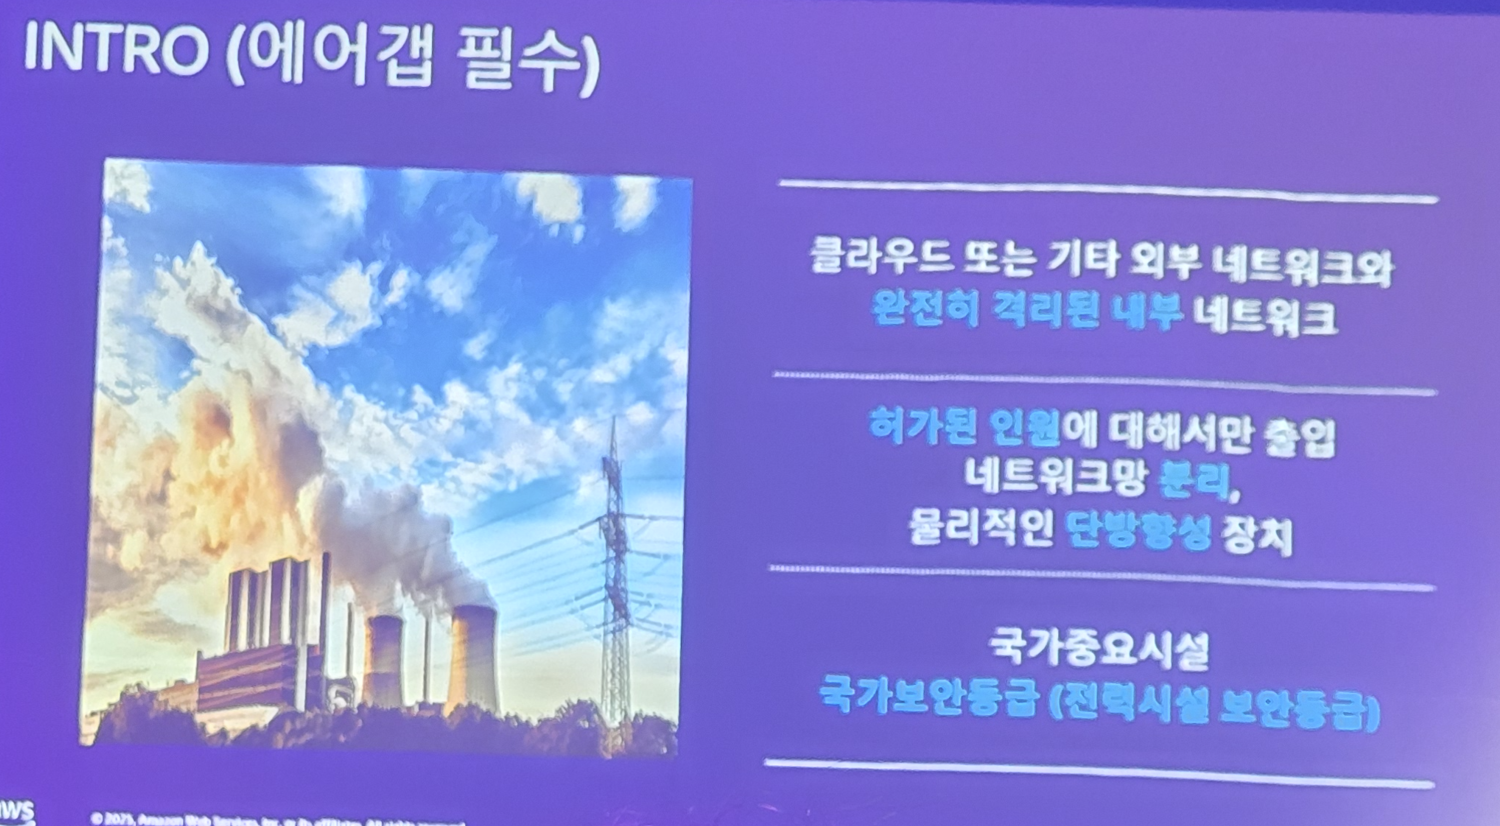 INTRO (에어갭 필수)
클라우드 또는 기타 외부 네트워크와
완전히 격리된 내부 네트워크
허가된 인원에 대해서만 출입
네트워크망 분리,
물리적인 단방향성 장치
국가중요시설
국가보안등급 (전력시설 보안등급)
aws
© 2025, Amazon Web Services, Inc. or its affiliates. All rights reserved.